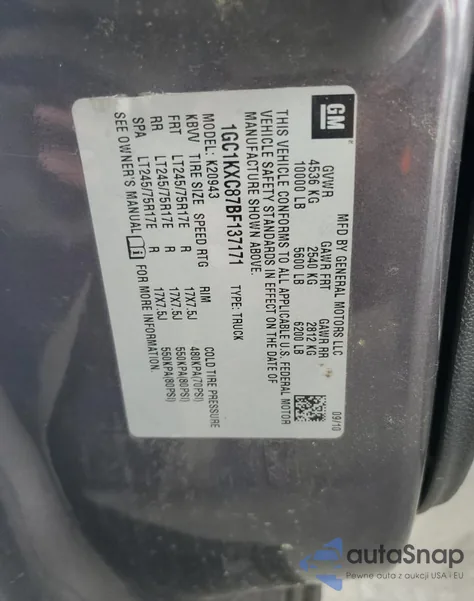 GM
MFD BY GENERAL MOTORS LLC
09/10
GVWR GAWR FRT GAWR RR
4536 KG 2540 KG 2812 KG
10000 LB 5600 LB 6200 LB
THIS VEHICLE CONFORMS TO ALL APPLICABLE U.S. FEDERAL MOTOR
VEHICLE SAFETY STANDARDS IN EFFECT ON THE DATE OF
MANUFACTURE SHOWN ABOVE.
1GC1KXC87BF137171 TYPE: TRUCK
MODEL: K20943
KBVV TIRE SIZE SPEED RTG RIM COLD TIRE PRESSURE
FRT LT245/75R17E R 17X7.5J 480KPA(70PSI)
RR LT245/75R17E R 17X7.5J 550KPA(80PSI)
SPA LT245/75R17E R 17X7.5J 550KPA(80PSI)
SEE OWNER'S MANUAL FOR MORE INFORMATION.
autoSnap
Pewne auta z aukcji USA i EU